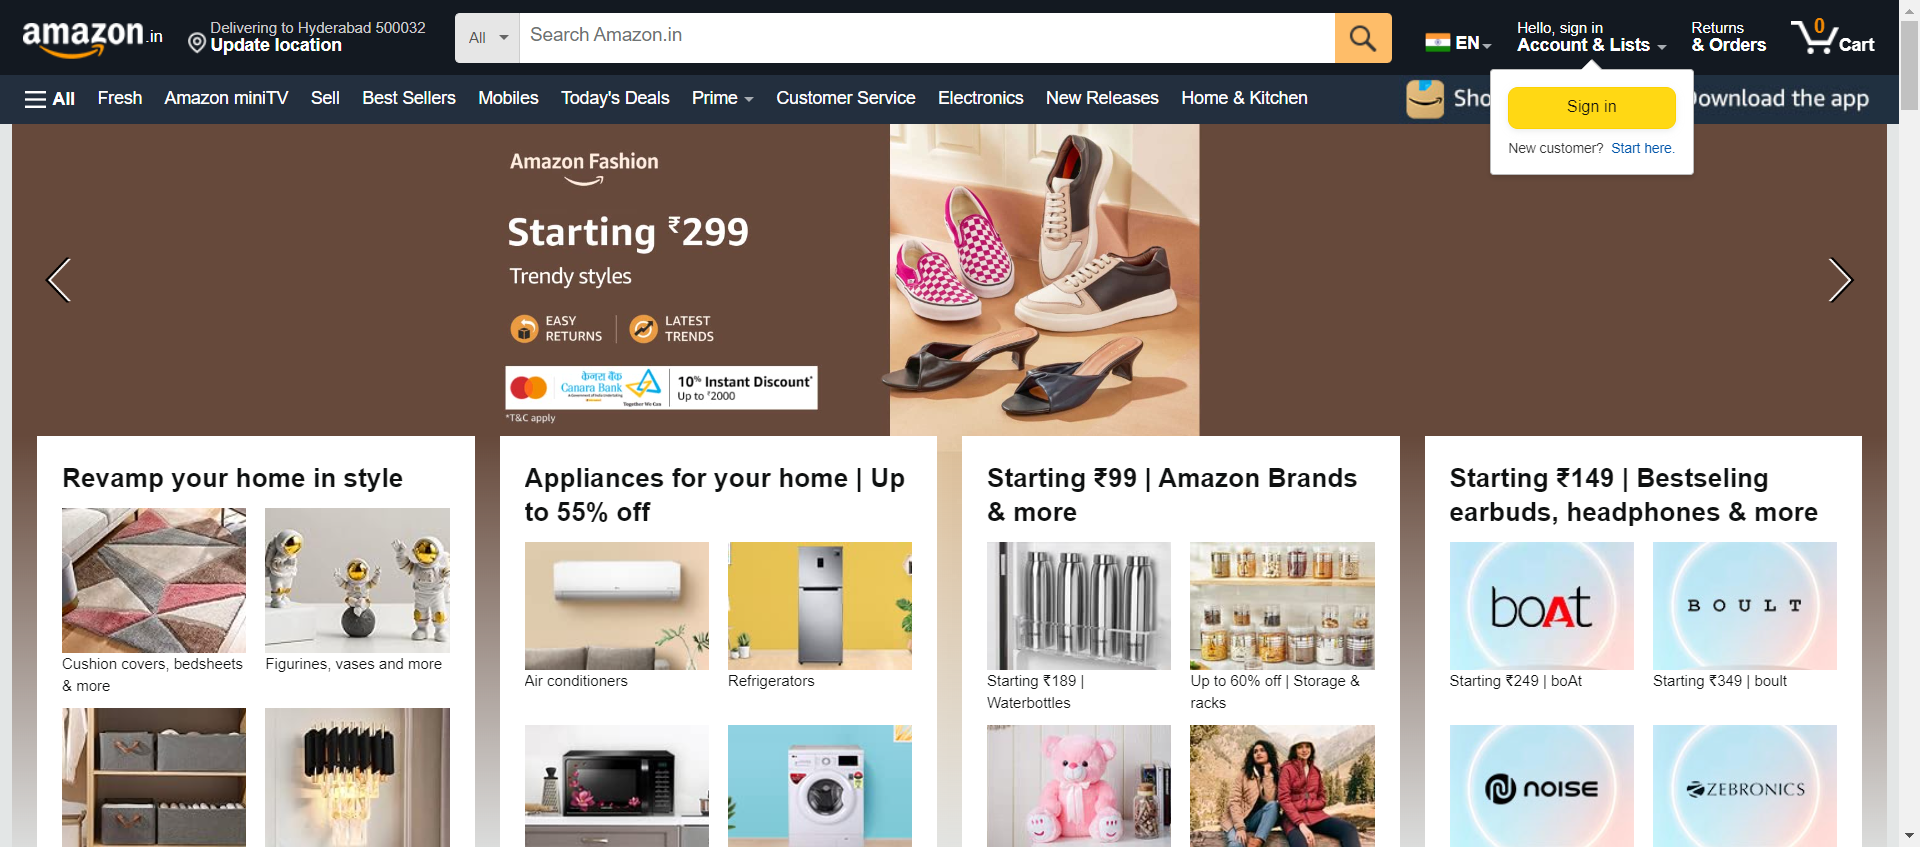 amazon.in
Delivering to Hyderabad 500032
Update location
All
Search Amazon.in
EN
Hello, sign in
Account & Lists
Returns
& Orders
0
Cart
All
Fresh
Amazon miniTV
Sell
Best Sellers
Mobiles
Today's Deals
Prime
Customer Service
Electronics
New Releases
Home & Kitchen
Sho
ownload the app
Sign in
New customer? Start here.
Amazon Fashion
Starting ₹299
Trendy styles
EASY
RETURNS
LATEST
TRENDS
केनरा बैंक
Canara Bank
Together We Can
10% Instant Discount*
Up to ₹2000
*T&C apply
Revamp your home in style
Cushion covers, bedsheets
& more
Figurines, vases and more
Appliances for your home | Up
to 55% off
Air conditioners
Refrigerators
Starting ₹99 | Amazon Brands
& more
Starting ₹189 |
Waterbottles
Up to 60% off | Storage &
racks
Starting ₹149 | Bestseling
earbuds, headphones & more
boAt
BOULT
Starting ₹249 | boAt
Starting ₹349 | boult
noise
ZEBRONICS